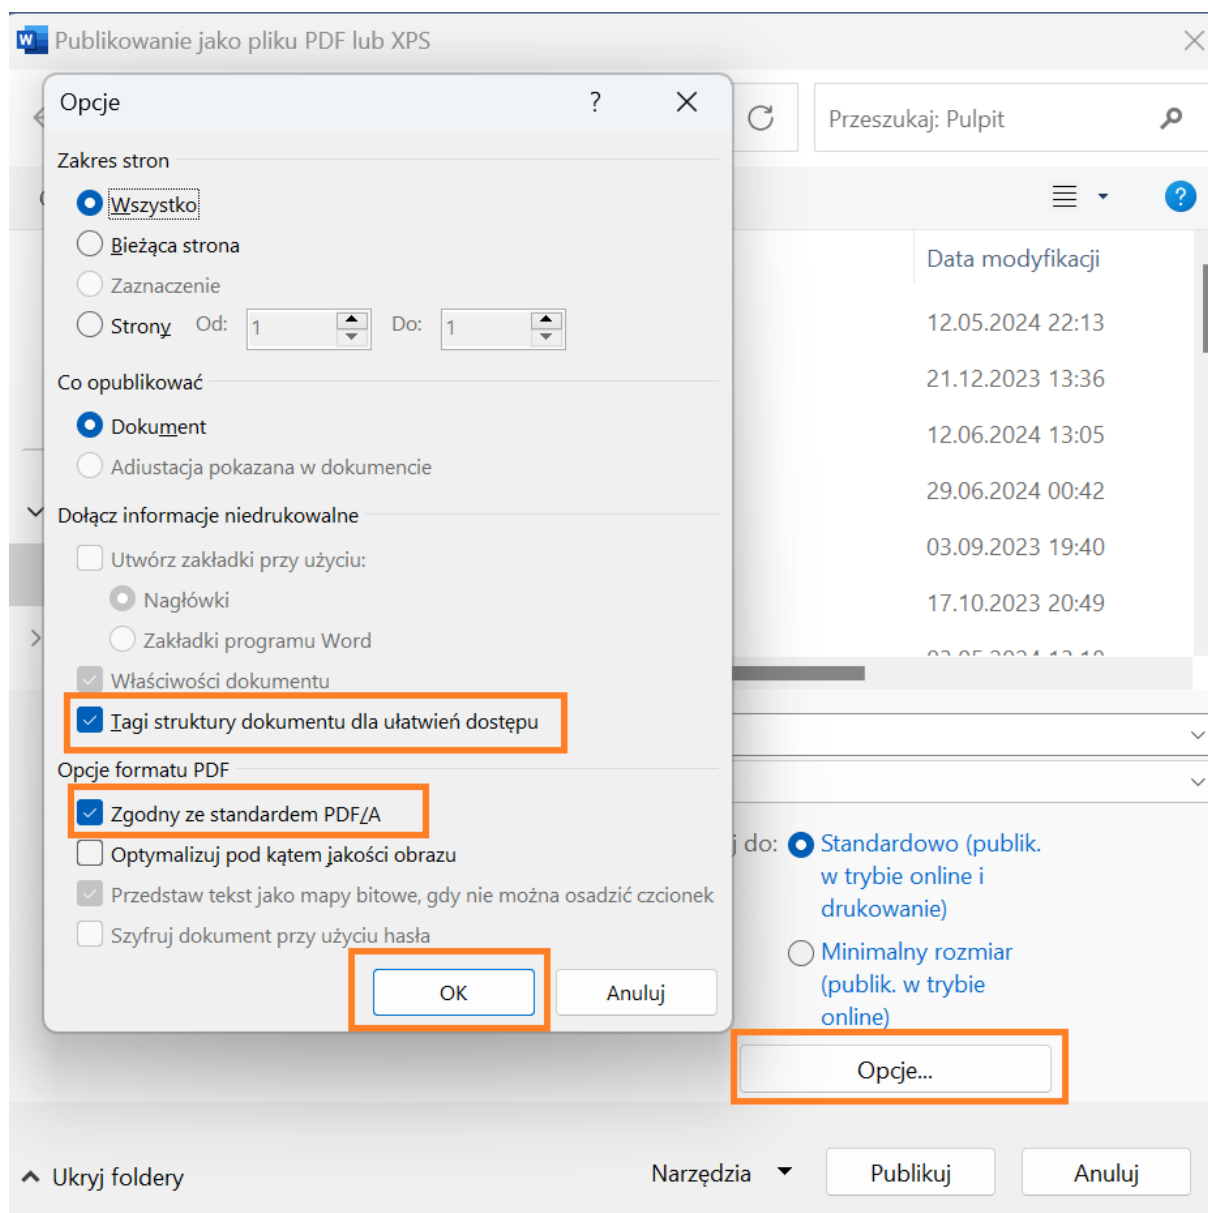 Publikowanie jako pliku PDF lub XPS
Opcje
?
Przeszukaj: Pulpit
Zakres stron
Wszystko
Bieżąca strona
Zaznaczenie
Strony Od: 1 Do: 1
Co opublikować
Dokument
Adiustacja pokazana w dokumencie
Dołącz informacje niedrukowalne
Utwórz zakładki przy użyciu:
Nagłówki
Zakładki programu Word
Właściwości dokumentu
Tagi struktury dokumentu dla ułatwień dostępu
Opcje formatu PDF
Zgodny ze standardem PDF/A
Optymalizuj pod kątem jakości obrazu
Przedstaw tekst jako mapy bitowe, gdy nie można osadzić czcionek
Szyfruj dokument przy użyciu hasła
OK Anuluj
?
Data modyfikacji
12.05.2024 22:13
21.12.2023 13:36
12.06.2024 13:05
29.06.2024 00:42
03.09.2023 19:40
17.10.2023 20:49
do: Standardowo (publik.
w trybie online i
drukowanie)
Minimalny rozmiar
(publik. w trybie
online)
Opcje...
Ukryj foldery Narzędzia Publikuj Anuluj